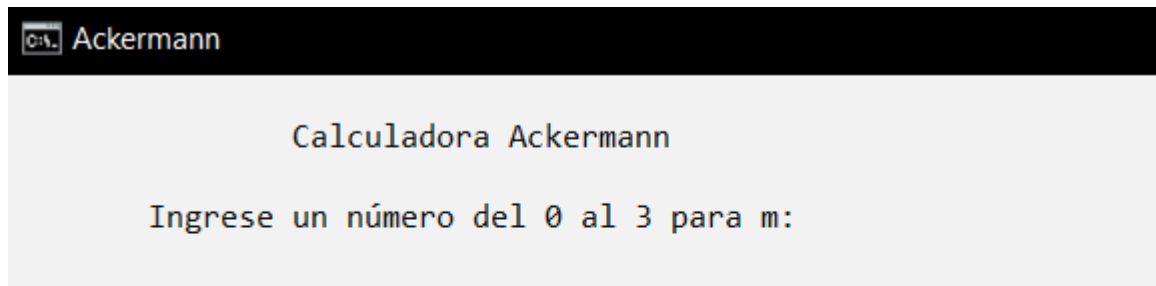 C:\. Ackermann
Calculadora Ackermann
Ingrese un número del 0 al 3 para m: